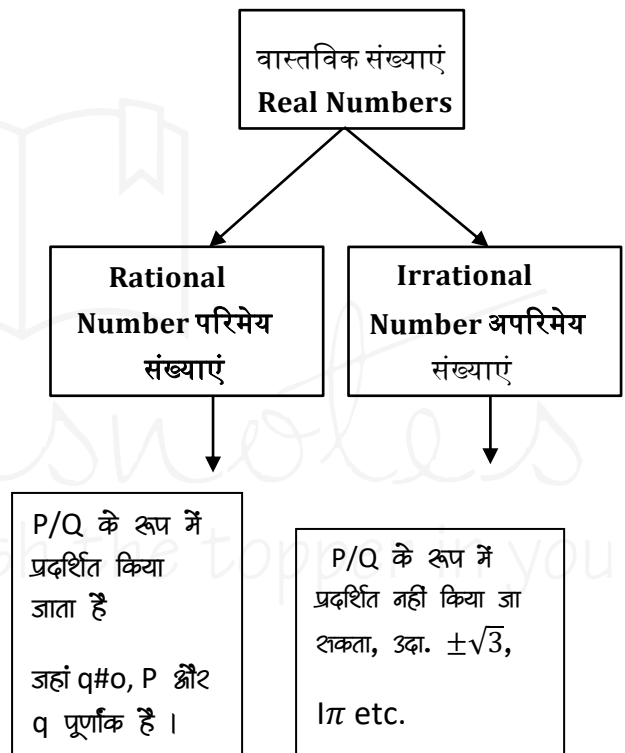 वास्तविक संख्याएं
Real Numbers
Rational
Number परिमेय
संख्याएं
Irrational
Number अपरिमेय
संख्याएं
P/Q के रूप में
प्रदर्शित किया
जाता है
जहां q#o, P और
q पूर्णांक है ।
P/Q के रूप में
प्रदर्शित नहीं किया जा
सकता, उदा. ±√3,
Iπ etc.